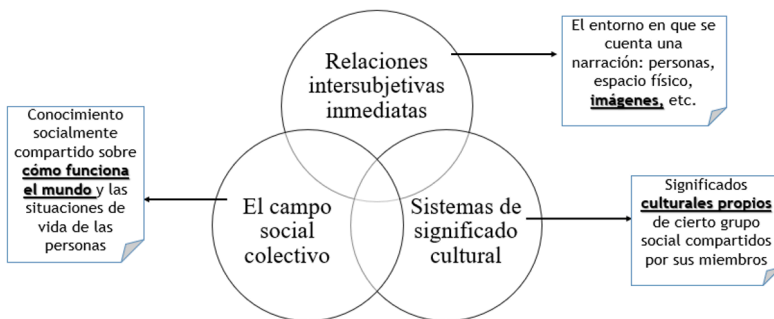 Relaciones
intersubjetivas
inmediatas
El entorno en que se
cuenta una
narración: personas,
espacio físico,
imágenes, etc.
Conocimiento
socialmente
compartido sobre
cómo funciona
el mundo y las
situaciones de
vida de las
personas
El campo
social
colectivo
Sistemas de
significado
cultural
Significados
culturales propios
de cierto grupo
social compartidos
por sus miembros